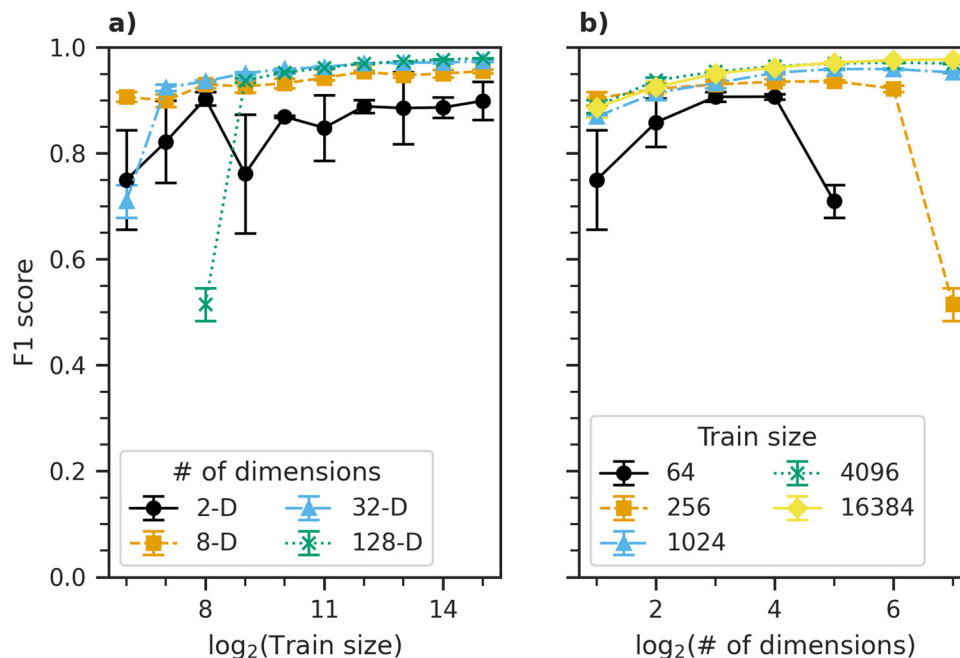 a)
b)
F1 score
1.0
0.8
0.6
0.4
0.2
0.0
# of dimensions
2-D
32-D
8-D
128-D
8
11
14
log₂(Train size)
Train size
64
4096
256
16384
1024
2
4
6
log₂(# of dimensions)